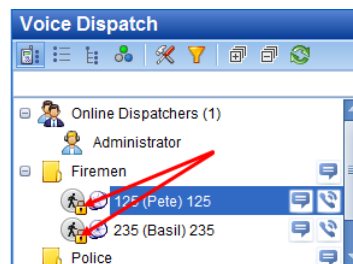 Voice Dispatch
Online Dispatchers (1)
Administrator
Firemen
125 (Pete) 125
235 (Basil) 235
Police